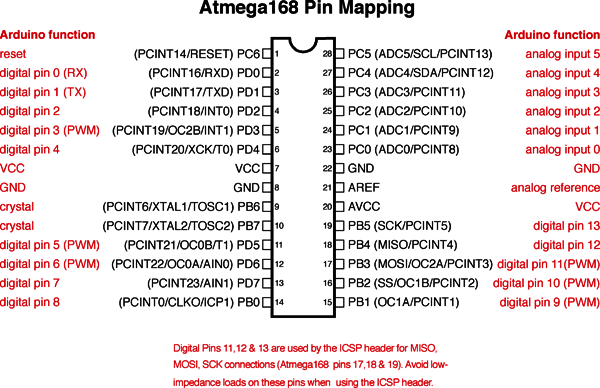 Atmega168 Pin Mapping
Arduino function Arduino function
reset (PCINT14/RESET) PC6 1 28 PC5 (ADC5/SCL/PCINT13) analog input 5
digital pin 0 (RX) (PCINT16/RXD) PD0 2 27 PC4 (ADC4/SDA/PCINT12) analog input 4
digital pin 1 (TX) (PCINT17/TXD) PD1 3 26 PC3 (ADC3/PCINT11) analog input 3
digital pin 2 (PCINT18/INT0) PD2 4 25 PC2 (ADC2/PCINT10) analog input 2
digital pin 3 (PWM) (PCINT19/OC2B/INT1) PD3 5 24 PC1 (ADC1/PCINT9) analog input 1
digital pin 4 (PCINT20/XCK/T0) PD4 6 23 PC0 (ADC0/PCINT8) analog input 0
VCC VCC 7 22 GND GND
GND GND 8 21 AREF analog reference
crystal (PCINT6/XTAL1/TOSC1) PB6 9 20 AVCC VCC
crystal (PCINT7/XTAL2/TOSC2) PB7 10 19 PB5 (SCK/PCINT5) digital pin 13
digital pin 5 (PWM) (PCINT21/OC0B/T1) PD5 11 18 PB4 (MISO/PCINT4) digital pin 12
digital pin 6 (PWM) (PCINT22/OC0A/AIN0) PD6 12 17 PB3 (MOSI/OC2A/PCINT3) digital pin 11(PWM)
digital pin 7 (PCINT23/AIN1) PD7 13 16 PB2 (SS/OC1B/PCINT2) digital pin 10 (PWM)
digital pin 8 (PCINT0/CLKO/ICP1) PB0 14 15 PB1 (OC1A/PCINT1) digital pin 9 (PWM)
Digital Pins 11,12 & 13 are used by the ICSP header for MISO,
MOSI, SCK connections (Atmega168 pins 17,18 & 19). Avoid low-
impedance loads on these pins when using the ICSP header.